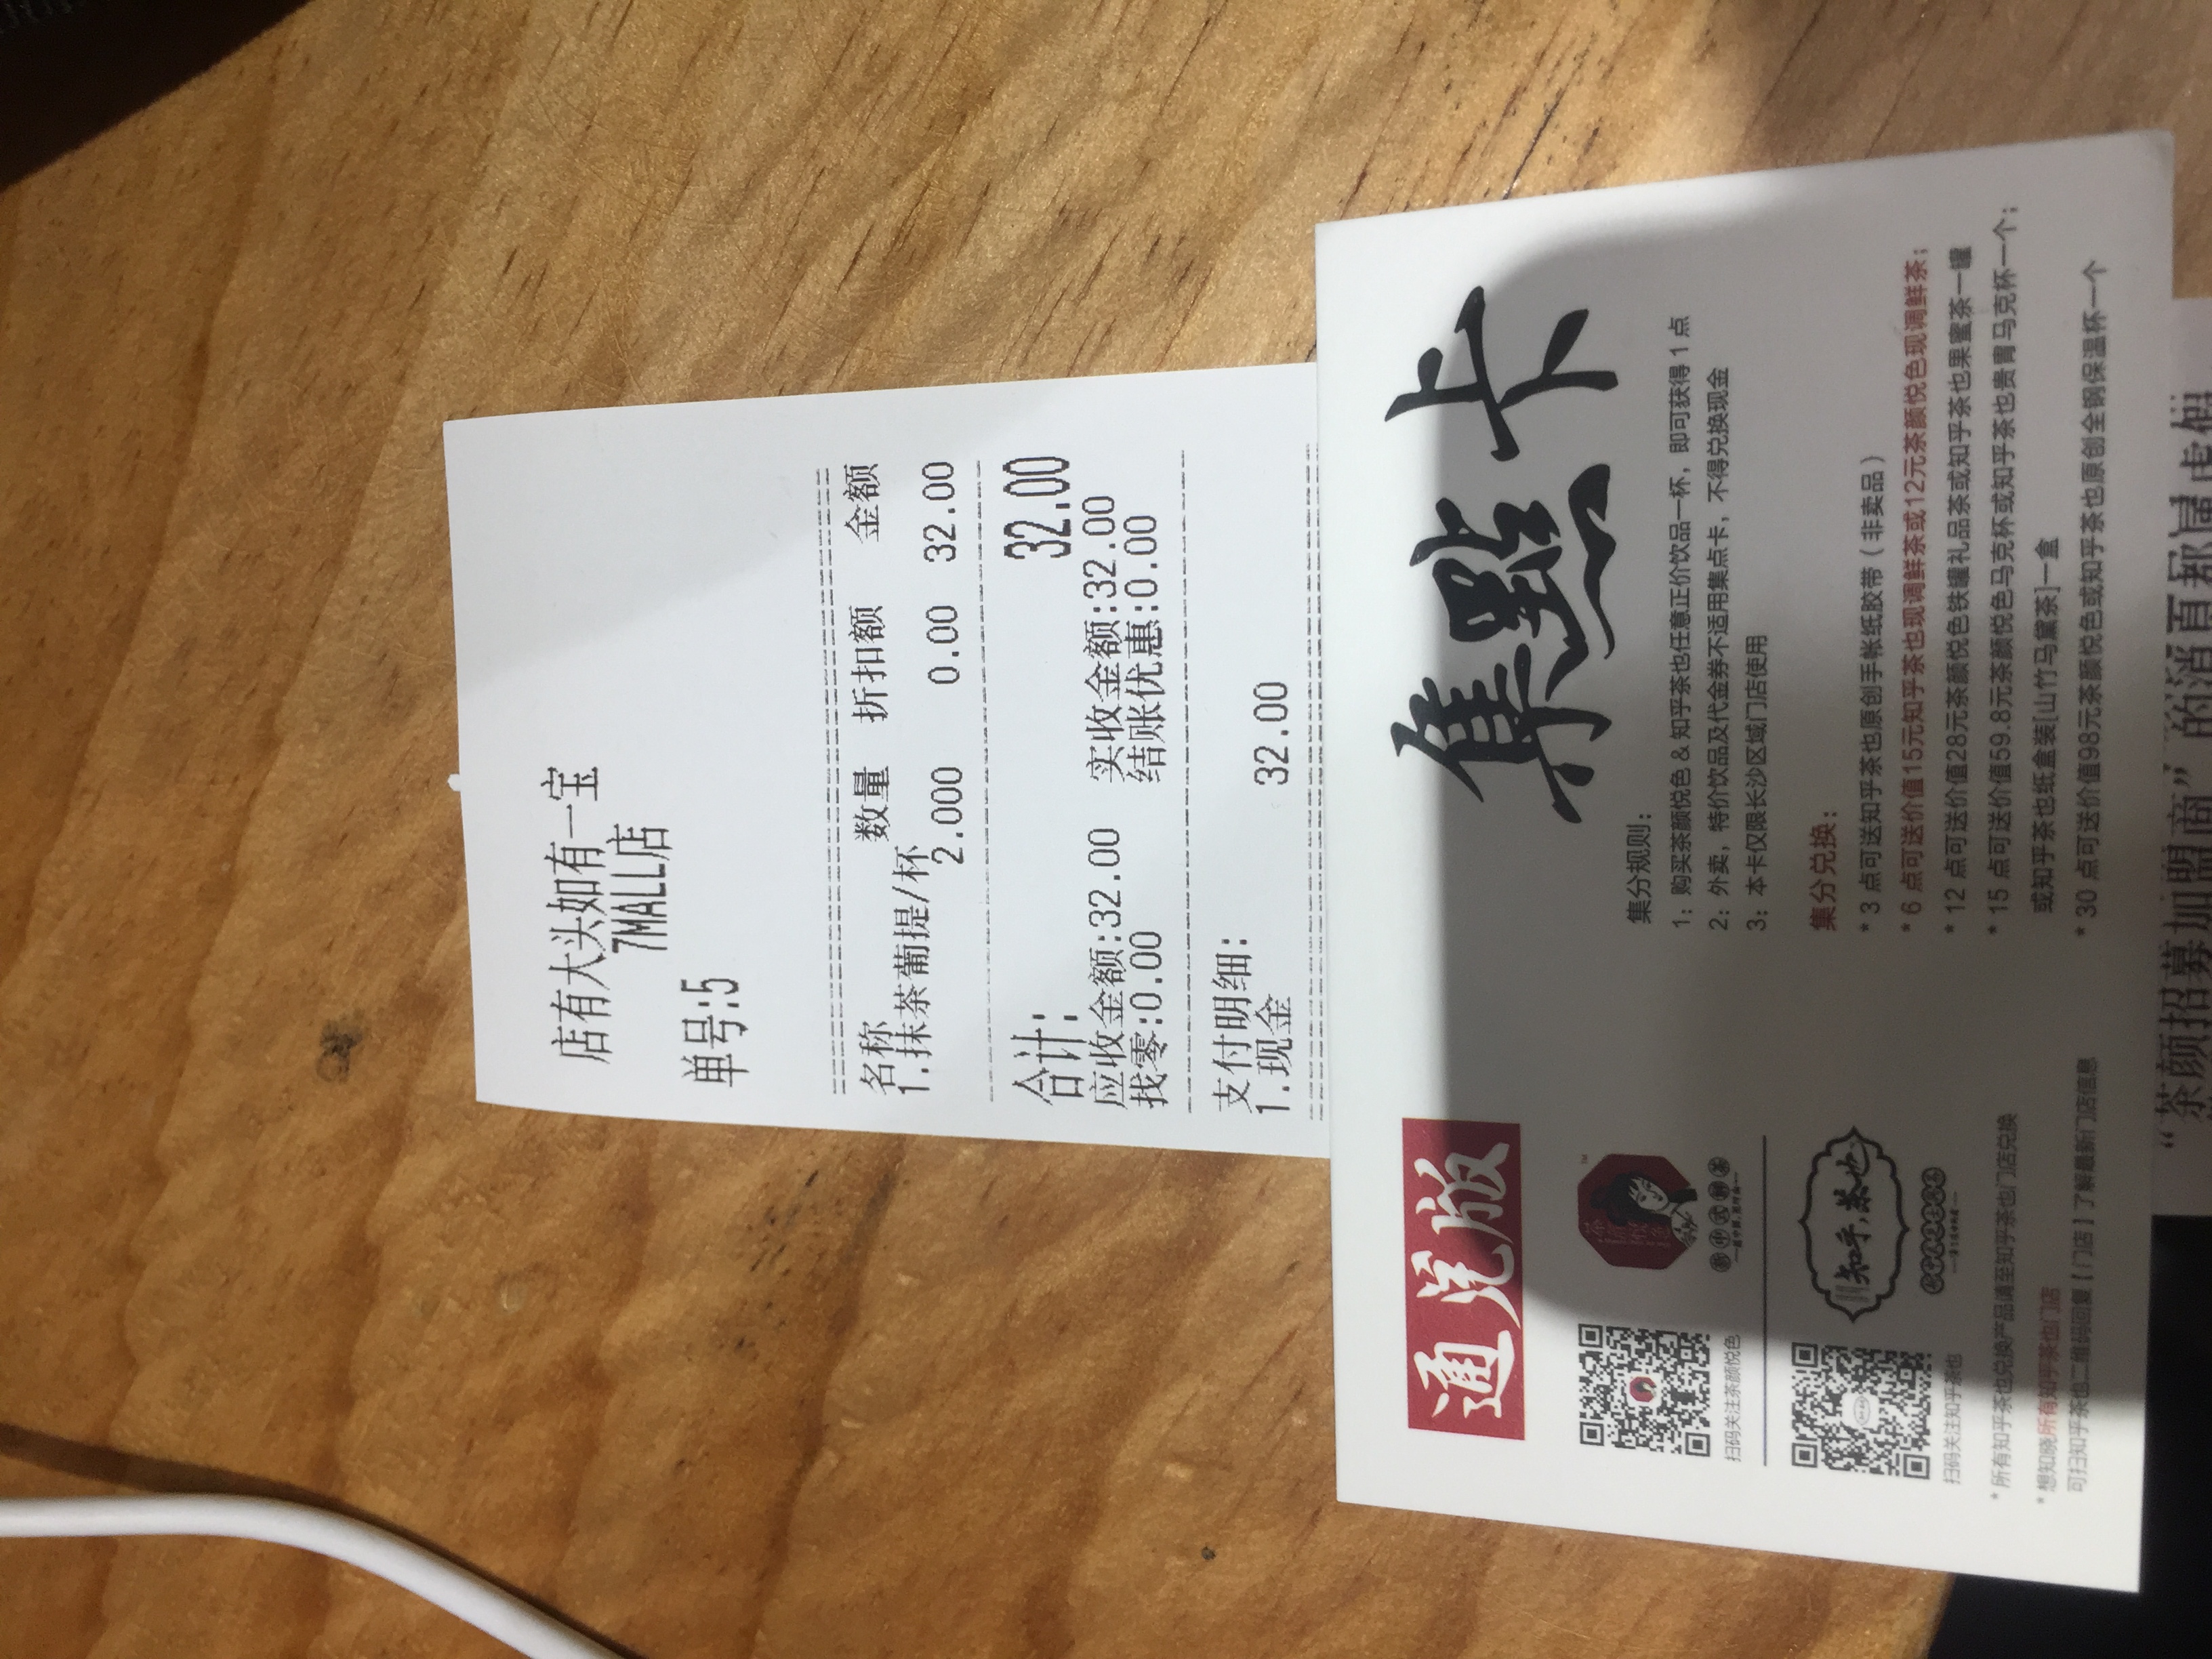 店有大头如有一宝
7MALL店
单号:5
名称 数量 折扣额 金额
1.抹茶葡提/杯
2.000 0.00 32.00
合计: 32.00
应收金额:32.00 实收金额:32.00
找零:0.00 结账优惠:0.00
支付明细:
1.现金 32.00
通兑版
集點卡
茶颜悦色
TM
新中式鲜茶
扫码关注茶颜悦色
知乎,茶也
扫码关注知乎茶也
*所有知乎茶也兑换产品请至知乎茶也门店兑换
*想知晓所有知乎茶也门店
可扫知乎茶也二维码回复【门店】了解最新门店信息
集分规则:
1:购买茶颜悦色 & 知乎茶也任意正价饮品一杯，即可获得 1 点
2:外卖，特价饮品及代金券不适用集点卡，不得兑换现金
3:本卡仅限长沙区域门店使用
集分兑换:
* 3 点可送知乎茶也原创手帐纸胶带（非卖品）
* 6 点可送价值15元知乎茶也现调鲜茶或12元茶颜悦色现调鲜茶;
* 12 点可送价值28元茶颜悦色铁罐礼品茶或知乎茶也果蜜茶一罐
* 15 点可送价值59.8元茶颜悦色马克杯或知乎茶也贵胄马克杯一个;
或知乎茶也纸盒装[山竹马黛茶]一盒
* 30 点可送价值98元茶颜悦色或知乎茶也原创全钢保温杯一个
“茶颜招募加盟商”的消息都属虚假